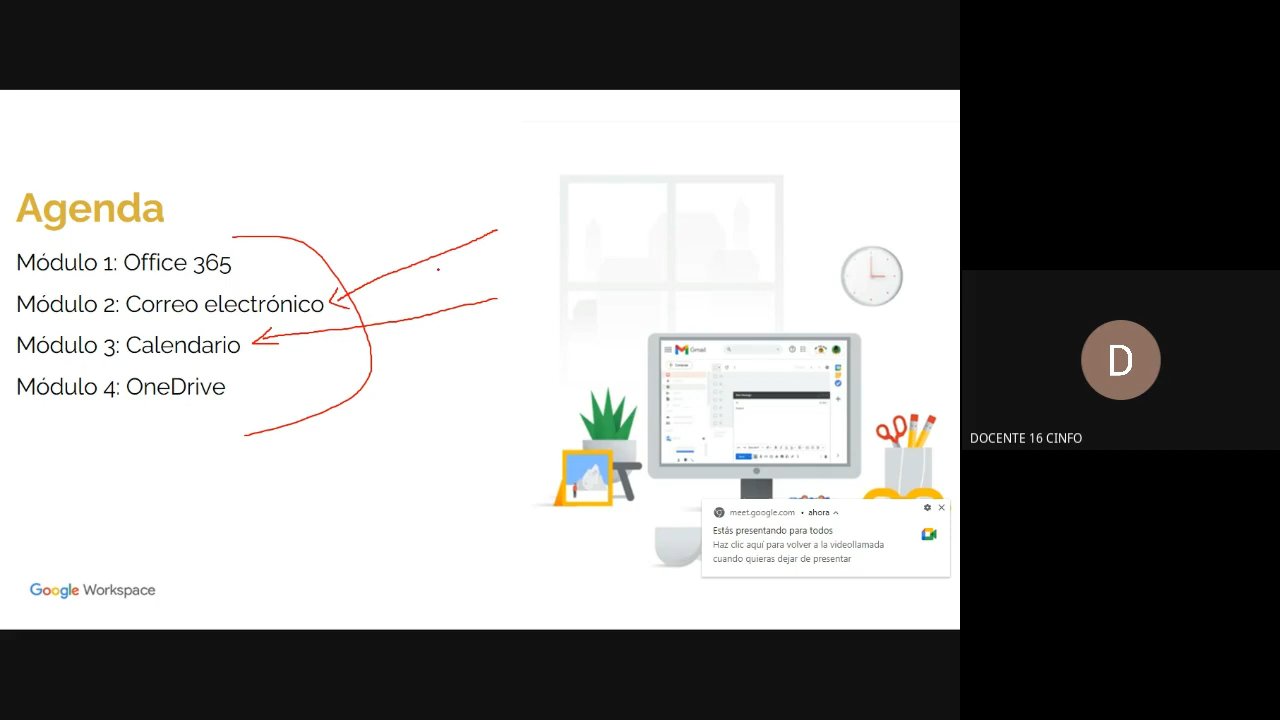 Agenda
Módulo 1: Office 365
Módulo 2: Correo electrónico
Módulo 3: Calendario
Módulo 4: OneDrive
Google Workspace
Gmail
meet.google.com • ahora
Estás presentando para todos
Haz clic aquí para volver a la videollamada
cuando quieras dejar de presentar
D
DOCENTE 16 CINFO